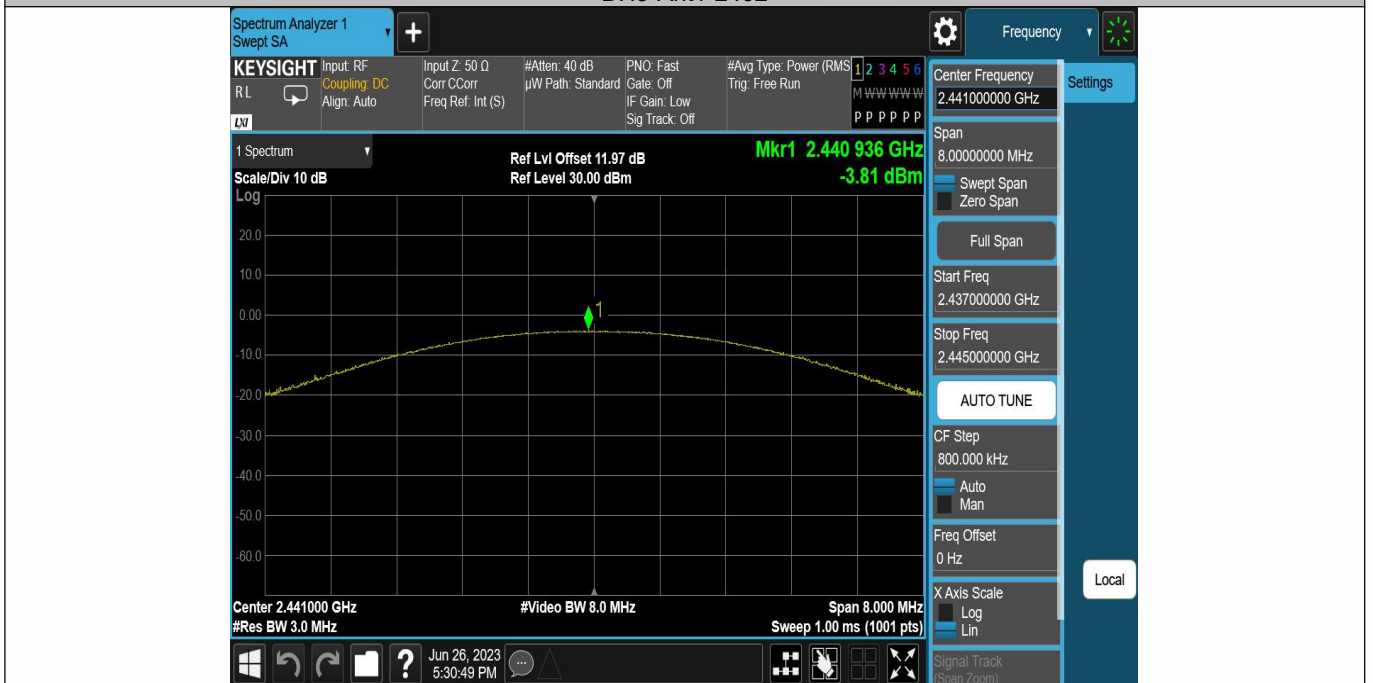 Spectrum Analyzer 1
Swept SA
+
Frequency
KEYSIGHT
Input: RF
Coupling: DC
Align: Auto
Input Z: 50 Ω
Corr CCorr
Freq Ref: Int (S)
#Atten: 40 dB
µW Path: Standard
PNO: Fast
Gate: Off
IF Gain: Low
Sig Track: Off
#Avg Type: Power (RMS
Trig: Free Run
1 2 3 4 5 6
M W W W W W
P P P P P P
RL
LXI
Center Frequency
2.441000000 GHz
Settings
Span
8.00000000 MHz
Swept Span
Zero Span
Full Span
Start Freq
2.437000000 GHz
Stop Freq
2.445000000 GHz
AUTO TUNE
CF Step
800.000 kHz
Auto
Man
Freq Offset
0 Hz
X Axis Scale
Log
Lin
Local
Signal Track
(Span Zoom)
1 Spectrum
Scale/Div 10 dB
Ref Lvl Offset 11.97 dB
Ref Level 30.00 dBm
Mkr1 2.440 936 GHz
-3.81 dBm
Log
20.0
10.0
0.00
-10.0
-20.0
-30.0
-40.0
-50.0
-60.0
1
Center 2.441000 GHz
#Res BW 3.0 MHz
#Video BW 8.0 MHz
Span 8.000 MHz
Sweep 1.00 ms (1001 pts)
?
Jun 26, 2023
5:30:49 PM